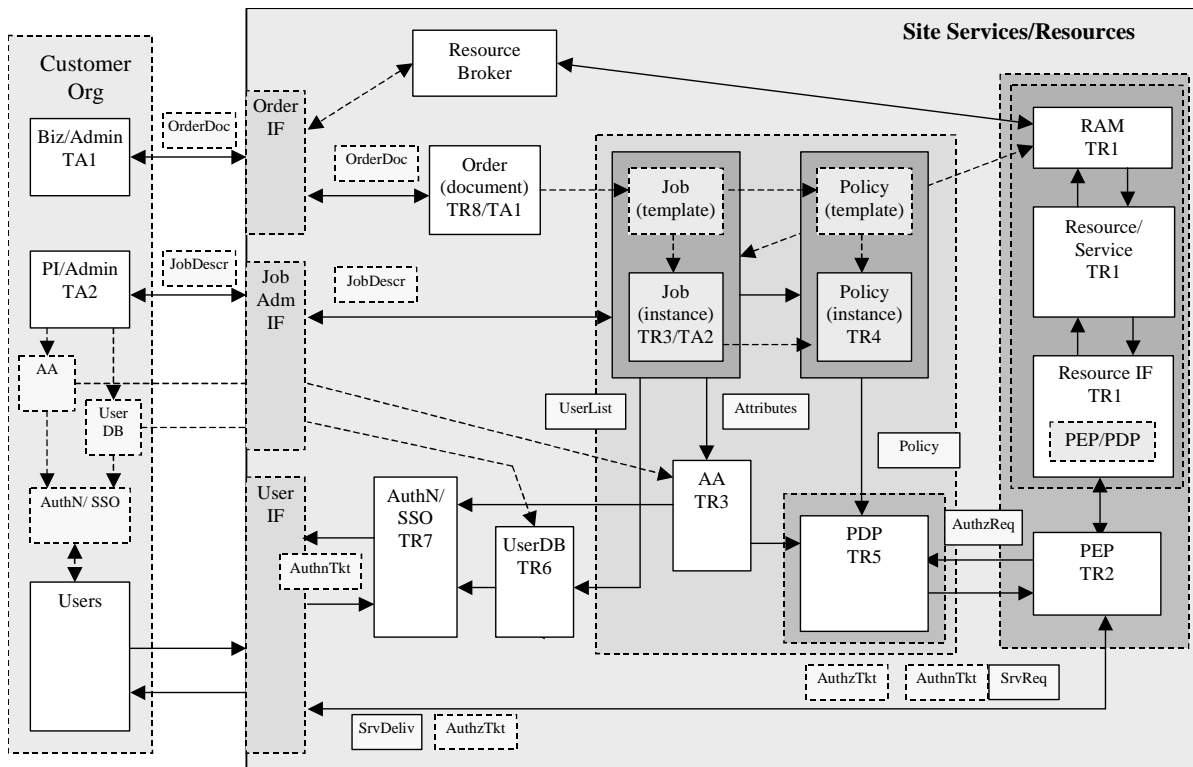 Site Services/Resources
Customer
Org
Biz/Admin
TA1
OrderDoc
Order
IF
Resource
Broker
OrderDoc
Order
(document)
TR8/TA1
Job
(template)
Policy
(template)
RAM
TR1
Resource/
Service
TR1
PI/Admin
TA2
JobDescr
Job
Adm
IF
JobDescr
Job
(instance)
TR3/TA2
Policy
(instance)
TR4
Resource IF
TR1
PEP/PDP
AA
User
DB
AuthN/ SSO
Users
UserList
Attributes
Policy
User
IF
AuthnTkt
AuthN/
SSO
TR7
UserDB
TR6
AA
TR3
PDP
TR5
AuthzReq
PEP
TR2
AuthzTkt
AuthnTkt
SrvReq
SrvDeliv
AuthzTkt